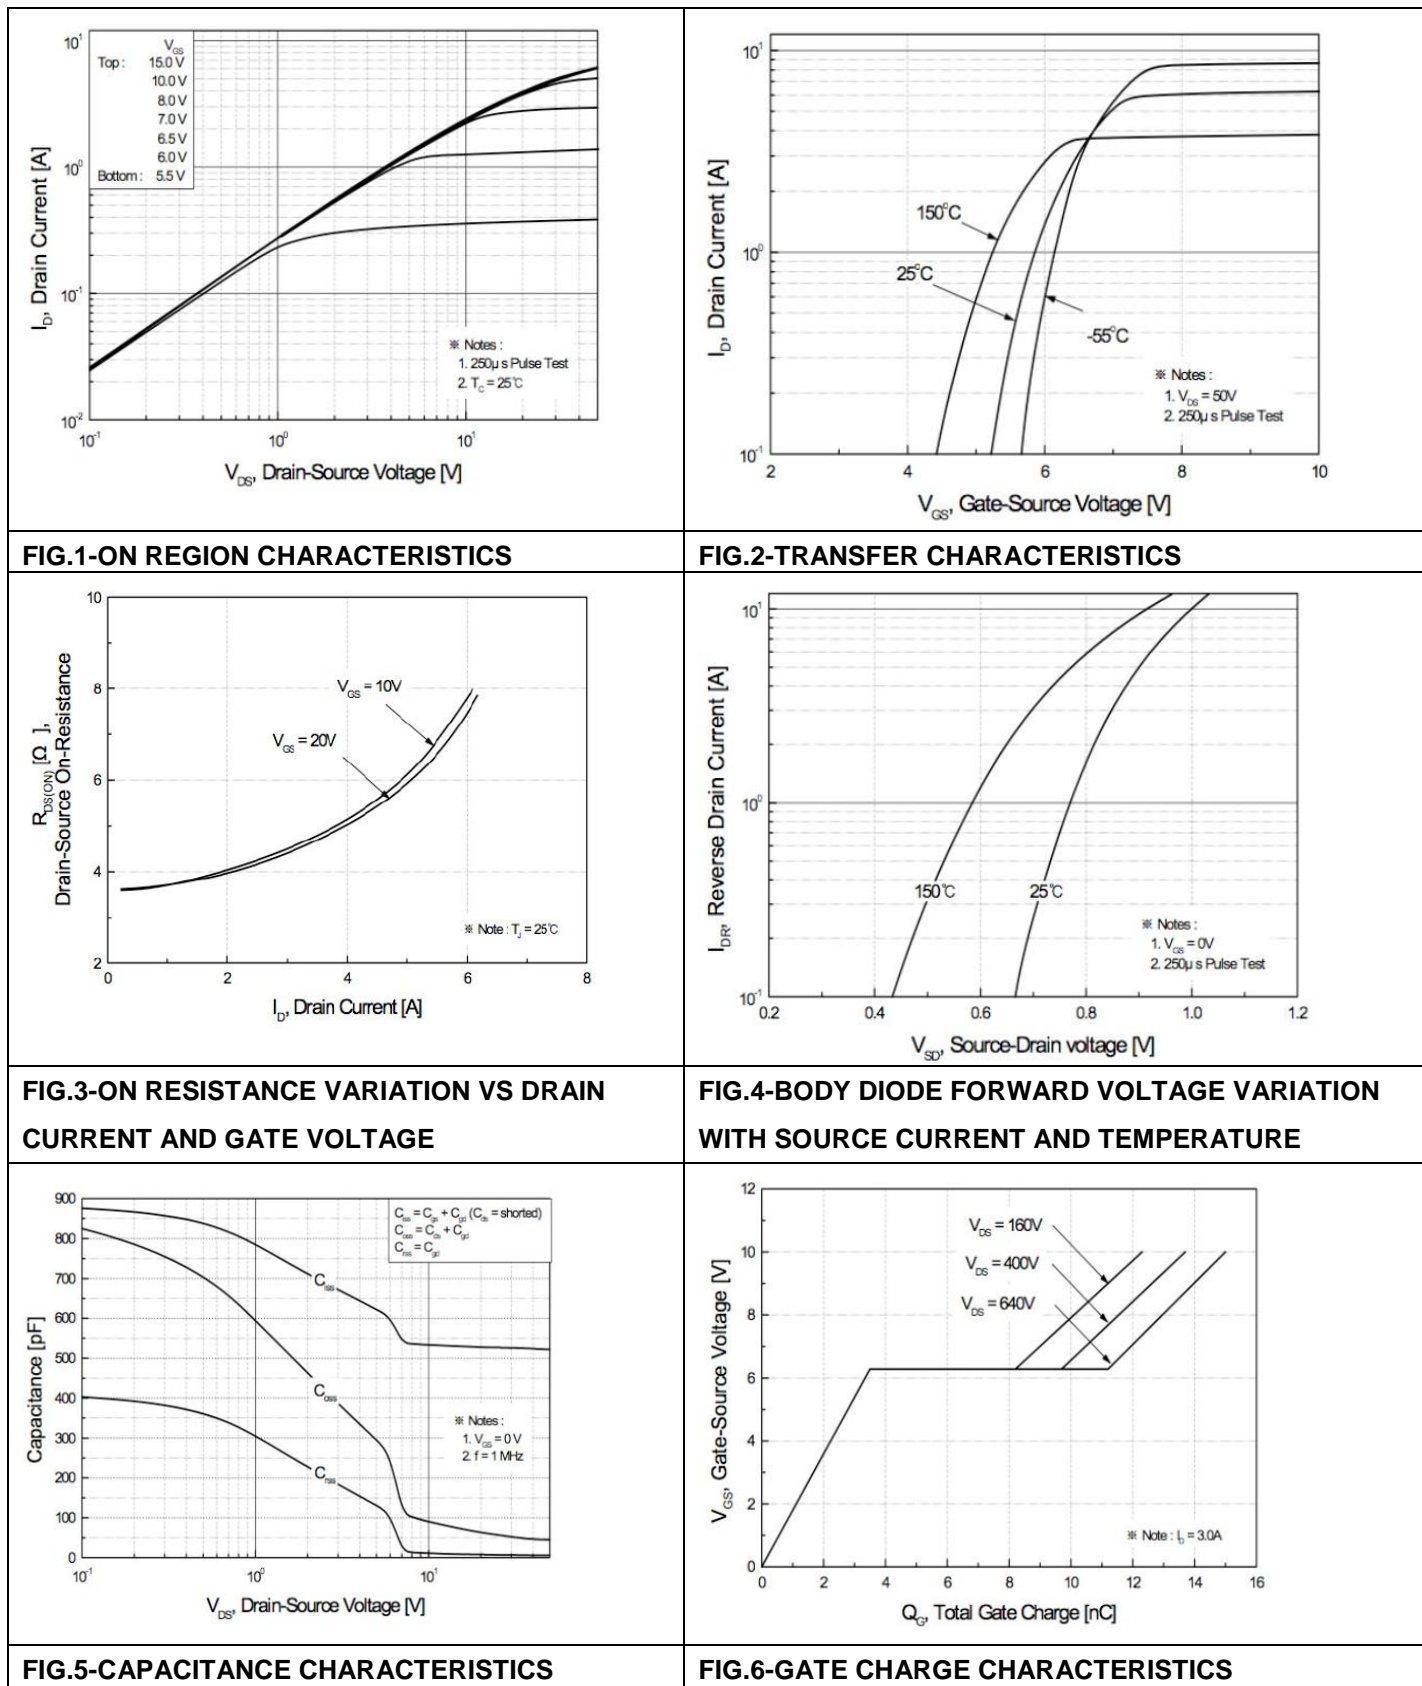 V_GS
Top : 15.0 V
10.0 V
8.0 V
7.0 V
6.5 V
6.0 V
Bottom : 5.5 V
10¹
10⁰
10⁻¹
10⁻²
I_D, Drain Current [A]
※ Notes :
1. 250µ s Pulse Test
2. T_C = 25℃
10⁻¹ 10⁰ 10¹
V_DS, Drain-Source Voltage [V]
FIG.1-ON REGION CHARACTERISTICS
10¹
10⁰
10⁻¹
I_D, Drain Current [A]
150°C
25°C
-55°C
※ Notes :
1. V_DS = 50V
2. 250µ s Pulse Test
2 4 6 8 10
V_GS, Gate-Source Voltage [V]
FIG.2-TRANSFER CHARACTERISTICS
10
8
6
4
2
R_DS(ON) [Ω ],
Drain-Source On-Resistance
V_GS = 10V
V_GS = 20V
※ Note : T_J = 25℃
0 2 4 6 8
I_D, Drain Current [A]
FIG.3-ON RESISTANCE VARIATION VS DRAIN
CURRENT AND GATE VOLTAGE
10¹
10⁰
10⁻¹
I_DR, Reverse Drain Current [A]
150℃ 25℃
※ Notes :
1. V_GS = 0V
2. 250µ s Pulse Test
0.2 0.4 0.6 0.8 1.0 1.2
V_SD, Source-Drain voltage [V]
FIG.4-BODY DIODE FORWARD VOLTAGE VARIATION
WITH SOURCE CURRENT AND TEMPERATURE
900
800
700
600
500
400
300
200
100
0
Capacitance [pF]
C_iss = C_gs + C_gd (C_ds = shorted)
C_oss = C_ds + C_gd
C_rss = C_gd
C_iss
C_oss
C_rss
※ Notes :
1. V_GS = 0 V
2. f = 1 MHz
10⁻¹ 10⁰ 10¹
V_DS, Drain-Source Voltage [V]
FIG.5-CAPACITANCE CHARACTERISTICS
12
10
8
6
4
2
0
V_GS, Gate-Source Voltage [V]
V_DS = 160V
V_DS = 400V
V_DS = 640V
※ Note : I_D = 3.0A
0 2 4 6 8 10 12 14 16
Q_G, Total Gate Charge [nC]
FIG.6-GATE CHARGE CHARACTERISTICS